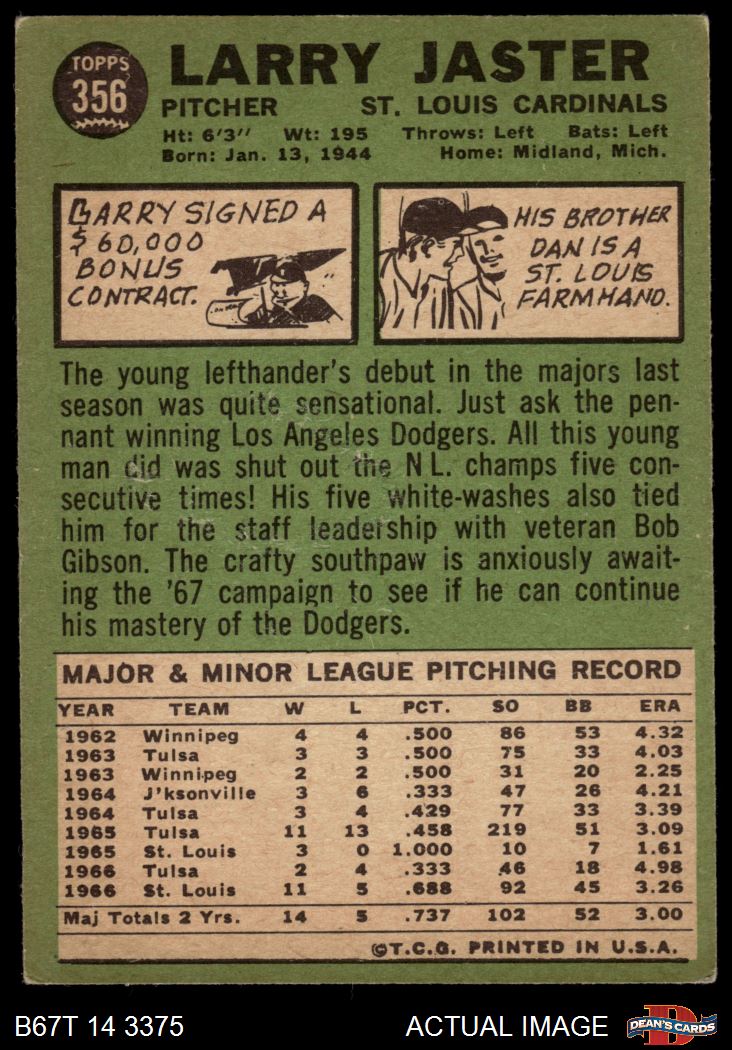 TOPPS
356
LARRY JASTER
PITCHER ST. LOUIS CARDINALS
Ht: 6'3" Wt: 195 Throws: Left Bats: Left
Born: Jan. 13, 1944 Home: Midland, Mich.
LARRY SIGNED A
$60,000
BONUS
CONTRACT.
HIS BROTHER
DAN IS A
ST. LOUIS
FARMHAND.
The young lefthander's debut in the majors last
season was quite sensational. Just ask the pen-
nant winning Los Angeles Dodgers. All this young
man did was shut out the N L. champs five con-
secutive times! His five white-washes also tied
him for the staff leadership with veteran Bob
Gibson. The crafty southpaw is anxiously await-
ing the '67 campaign to see if he can continue
his mastery of the Dodgers.
MAJOR & MINOR LEAGUE PITCHING RECORD
YEAR TEAM W L PCT. SO BB ERA
1962 Winnipeg 4 4 .500 86 53 4.32
1963 Tulsa 3 3 .500 75 33 4.03
1963 Winnipeg 2 2 .500 31 20 2.25
1964 J'ksonville 3 6 .333 47 26 4.21
1964 Tulsa 3 4 .429 77 33 3.39
1965 Tulsa 11 13 .458 219 51 3.09
1965 St. Louis 3 0 1.000 10 7 1.61
1966 Tulsa 2 4 .333 46 18 4.98
1966 St. Louis 11 5 .688 92 45 3.26
Maj Totals 2 Yrs. 14 5 .737 102 52 3.00
©T.C.G. PRINTED IN U.S.A.
B67T 14 3375 ACTUAL IMAGE DEAN'S CARDS